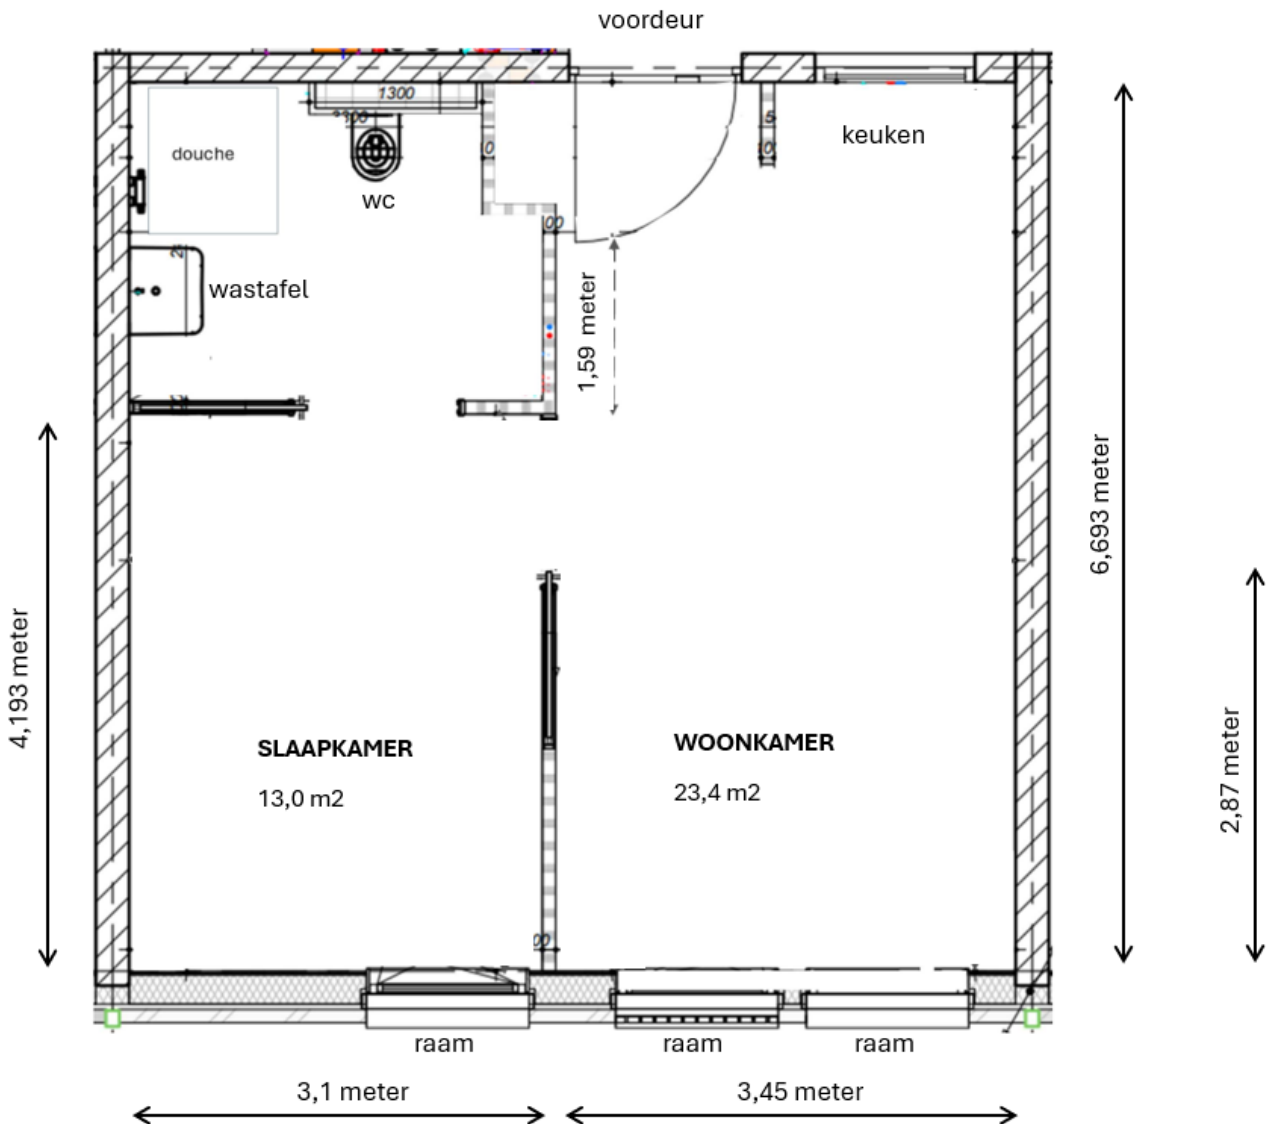 voordeur
1300
keuken
douche
wc
wastafel
1,59 meter
6,693 meter
4,193 meter
2,87 meter
SLAAPKAMER
13,0 m2
WOONKAMER
23,4 m2
raam
raam
raam
3,1 meter
3,45 meter